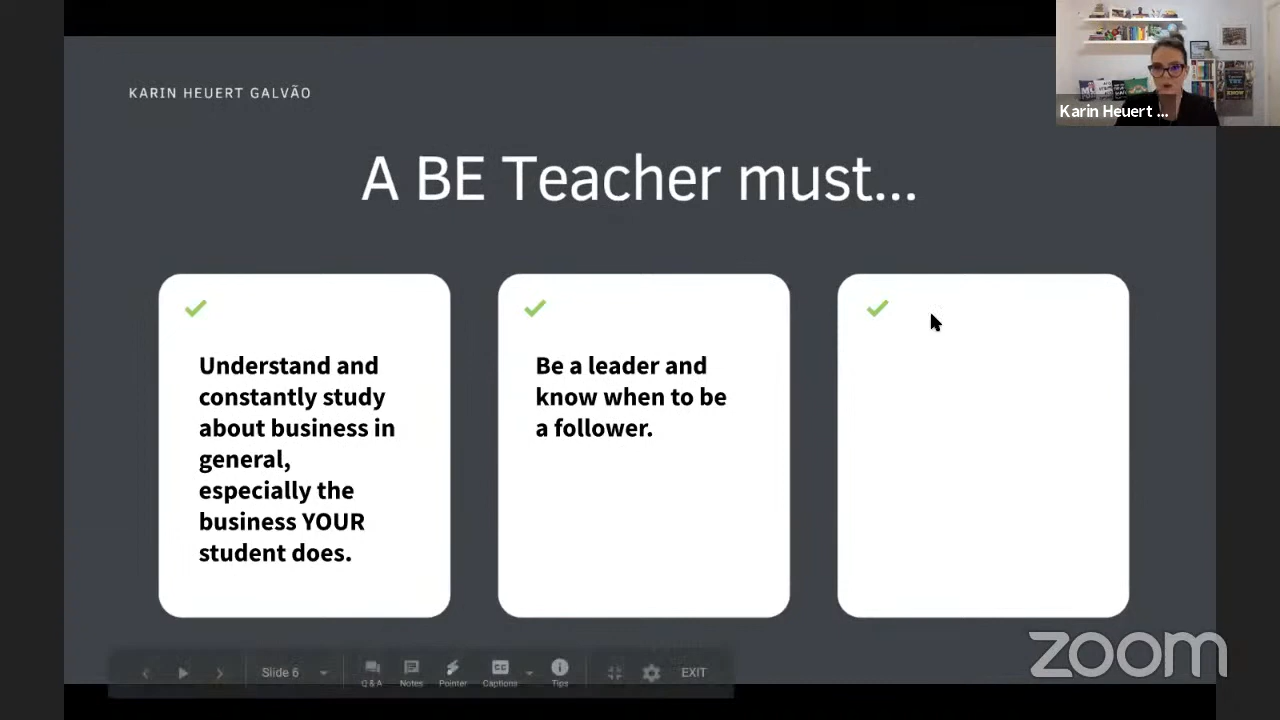 KARIN HEUERT GALVÃO
A BE Teacher must...
Understand and
constantly study
about business in
general,
especially the
business YOUR
student does.
Be a leader and
know when to be
a follower.
Karin Heuert ...
Slide 6
Q & A
Notes
Pointer
Captions
Tips
EXIT
zoom